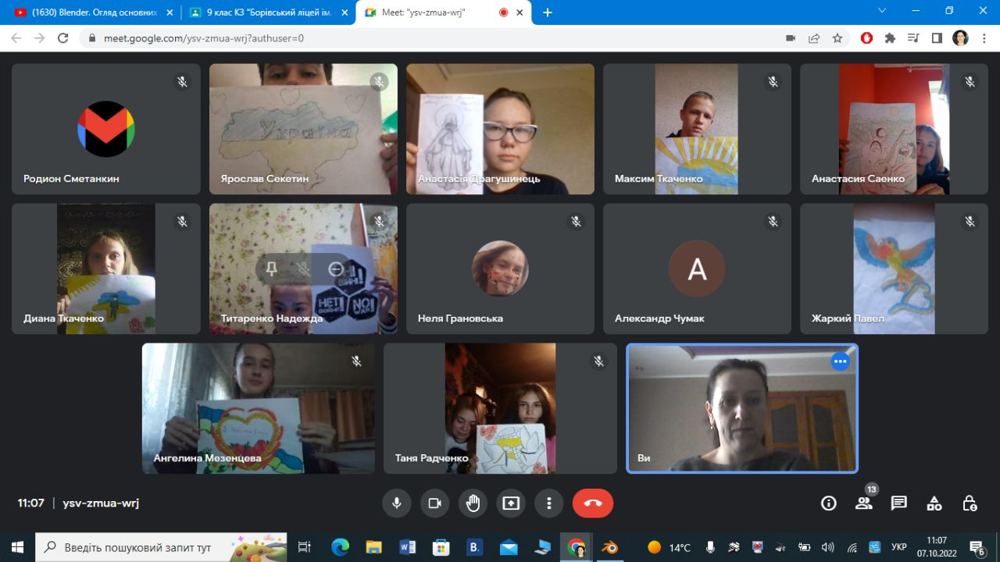 (1630) Blender. Огляд основних
9 клас КЗ "Борівський ліцей ім.
Meet: "ysv-zmua-wrj"
meet.google.com/ysv-zmua-wrj?authuser=0
Україна
Родион Сметанкин
Ярослав Секетин
Анастасія Драгушинець
Максим Ткаченко
Анастасия Саенко
НІ
ВІЙНІ!
НЕТ
ВОЙНЕ!
NO
WAR!
A
Диана Ткаченко
Титаренко Надежда
Неля Грановська
Александр Чумак
Жаркий Павел
Ангелина Мезенцева
Таня Радченко
Ви
11:07 | ysv-zmua-wrj
13
Введіть пошуковий запит тут
14°C
УКР
11:07
07.10.2022
6